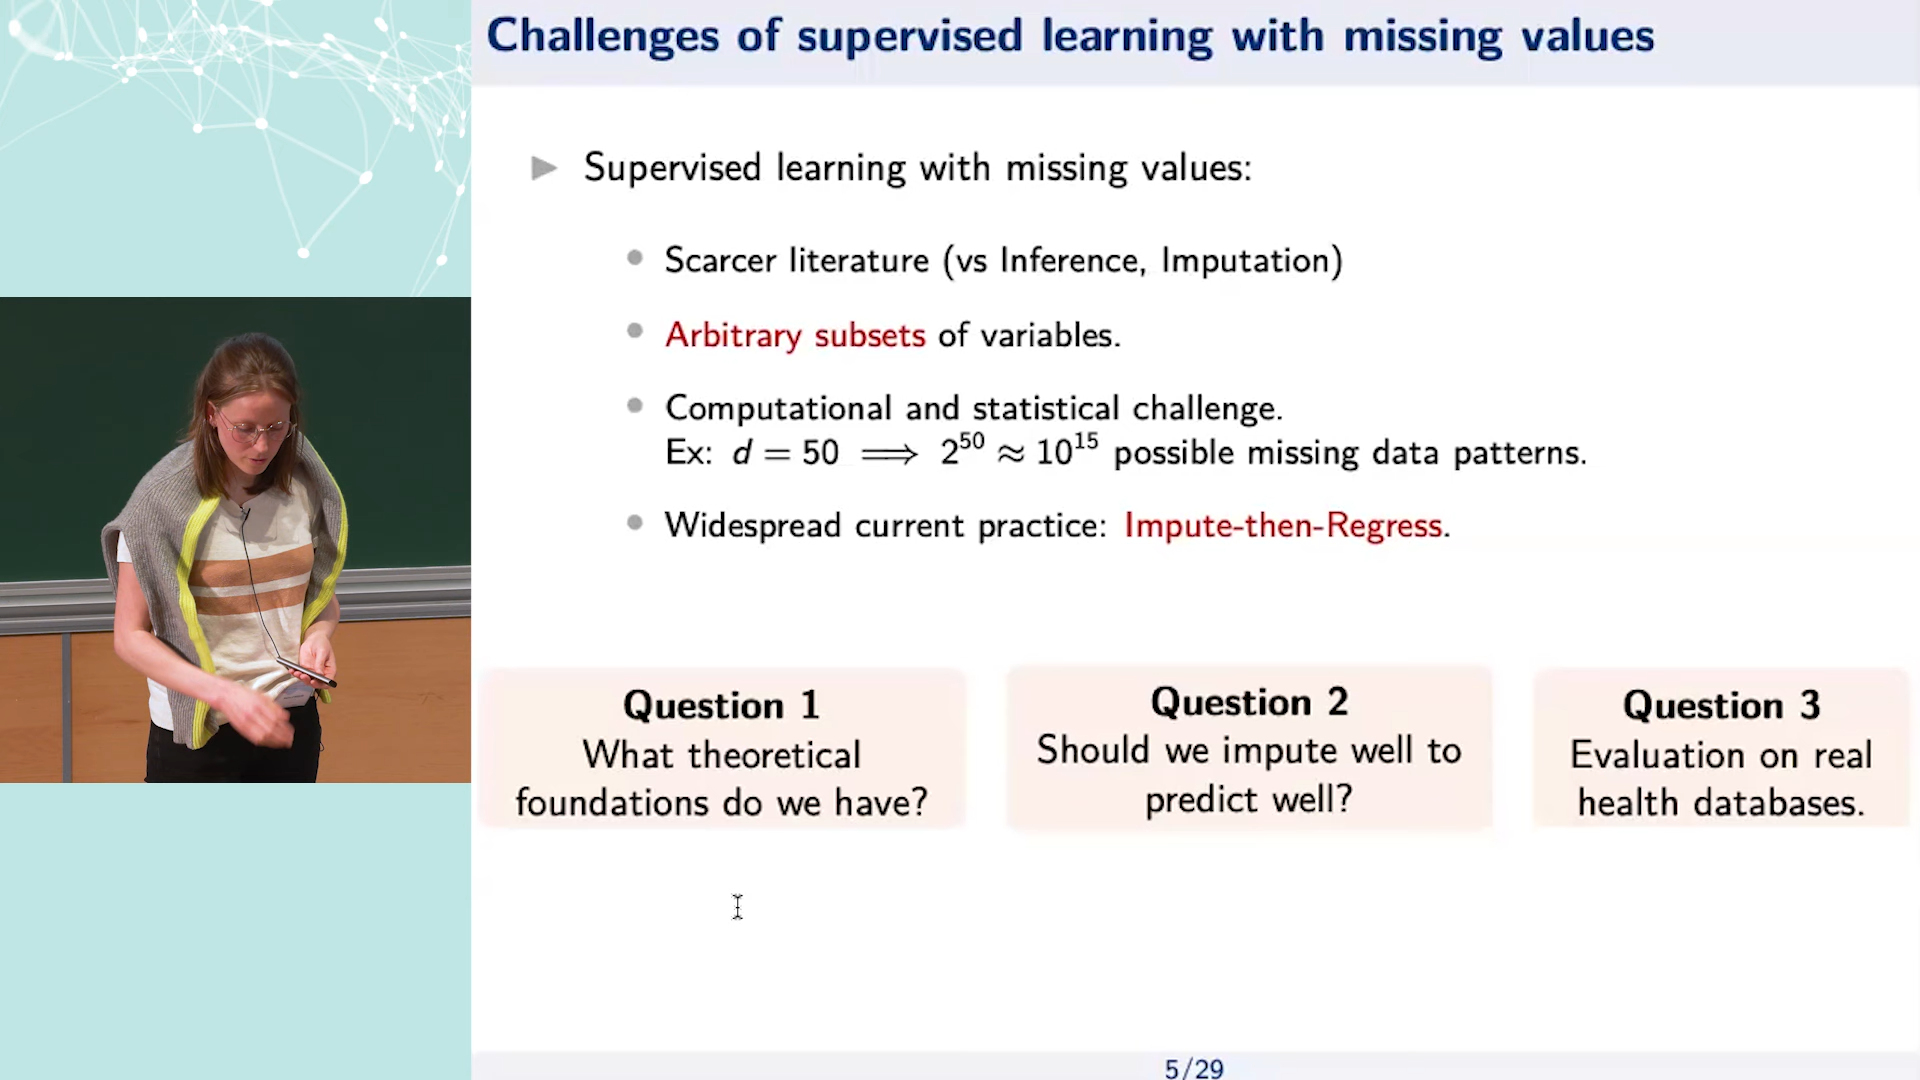 Challenges of supervised learning with missing values
▶ Supervised learning with missing values:
• Scarcer literature (vs Inference, Imputation)
• Arbitrary subsets of variables.
• Computational and statistical challenge.
Ex: d = 50 ⟹ 2^50 ≈ 10^15 possible missing data patterns.
• Widespread current practice: Impute-then-Regress.
Question 1
What theoretical
foundations do we have?
Question 2
Should we impute well to
predict well?
Question 3
Evaluation on real
health databases.
5/29